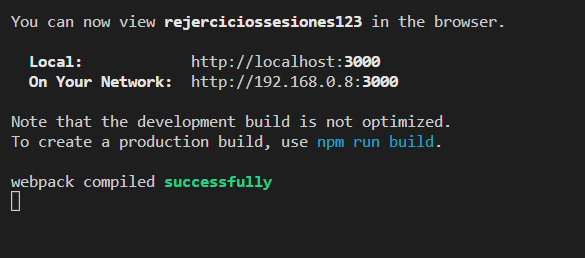 You can now view rejerciciossesiones123 in the browser.
Local: http://localhost:3000
On Your Network: http://192.168.0.8:3000
Note that the development build is not optimized.
To create a production build, use npm run build.
webpack compiled successfully